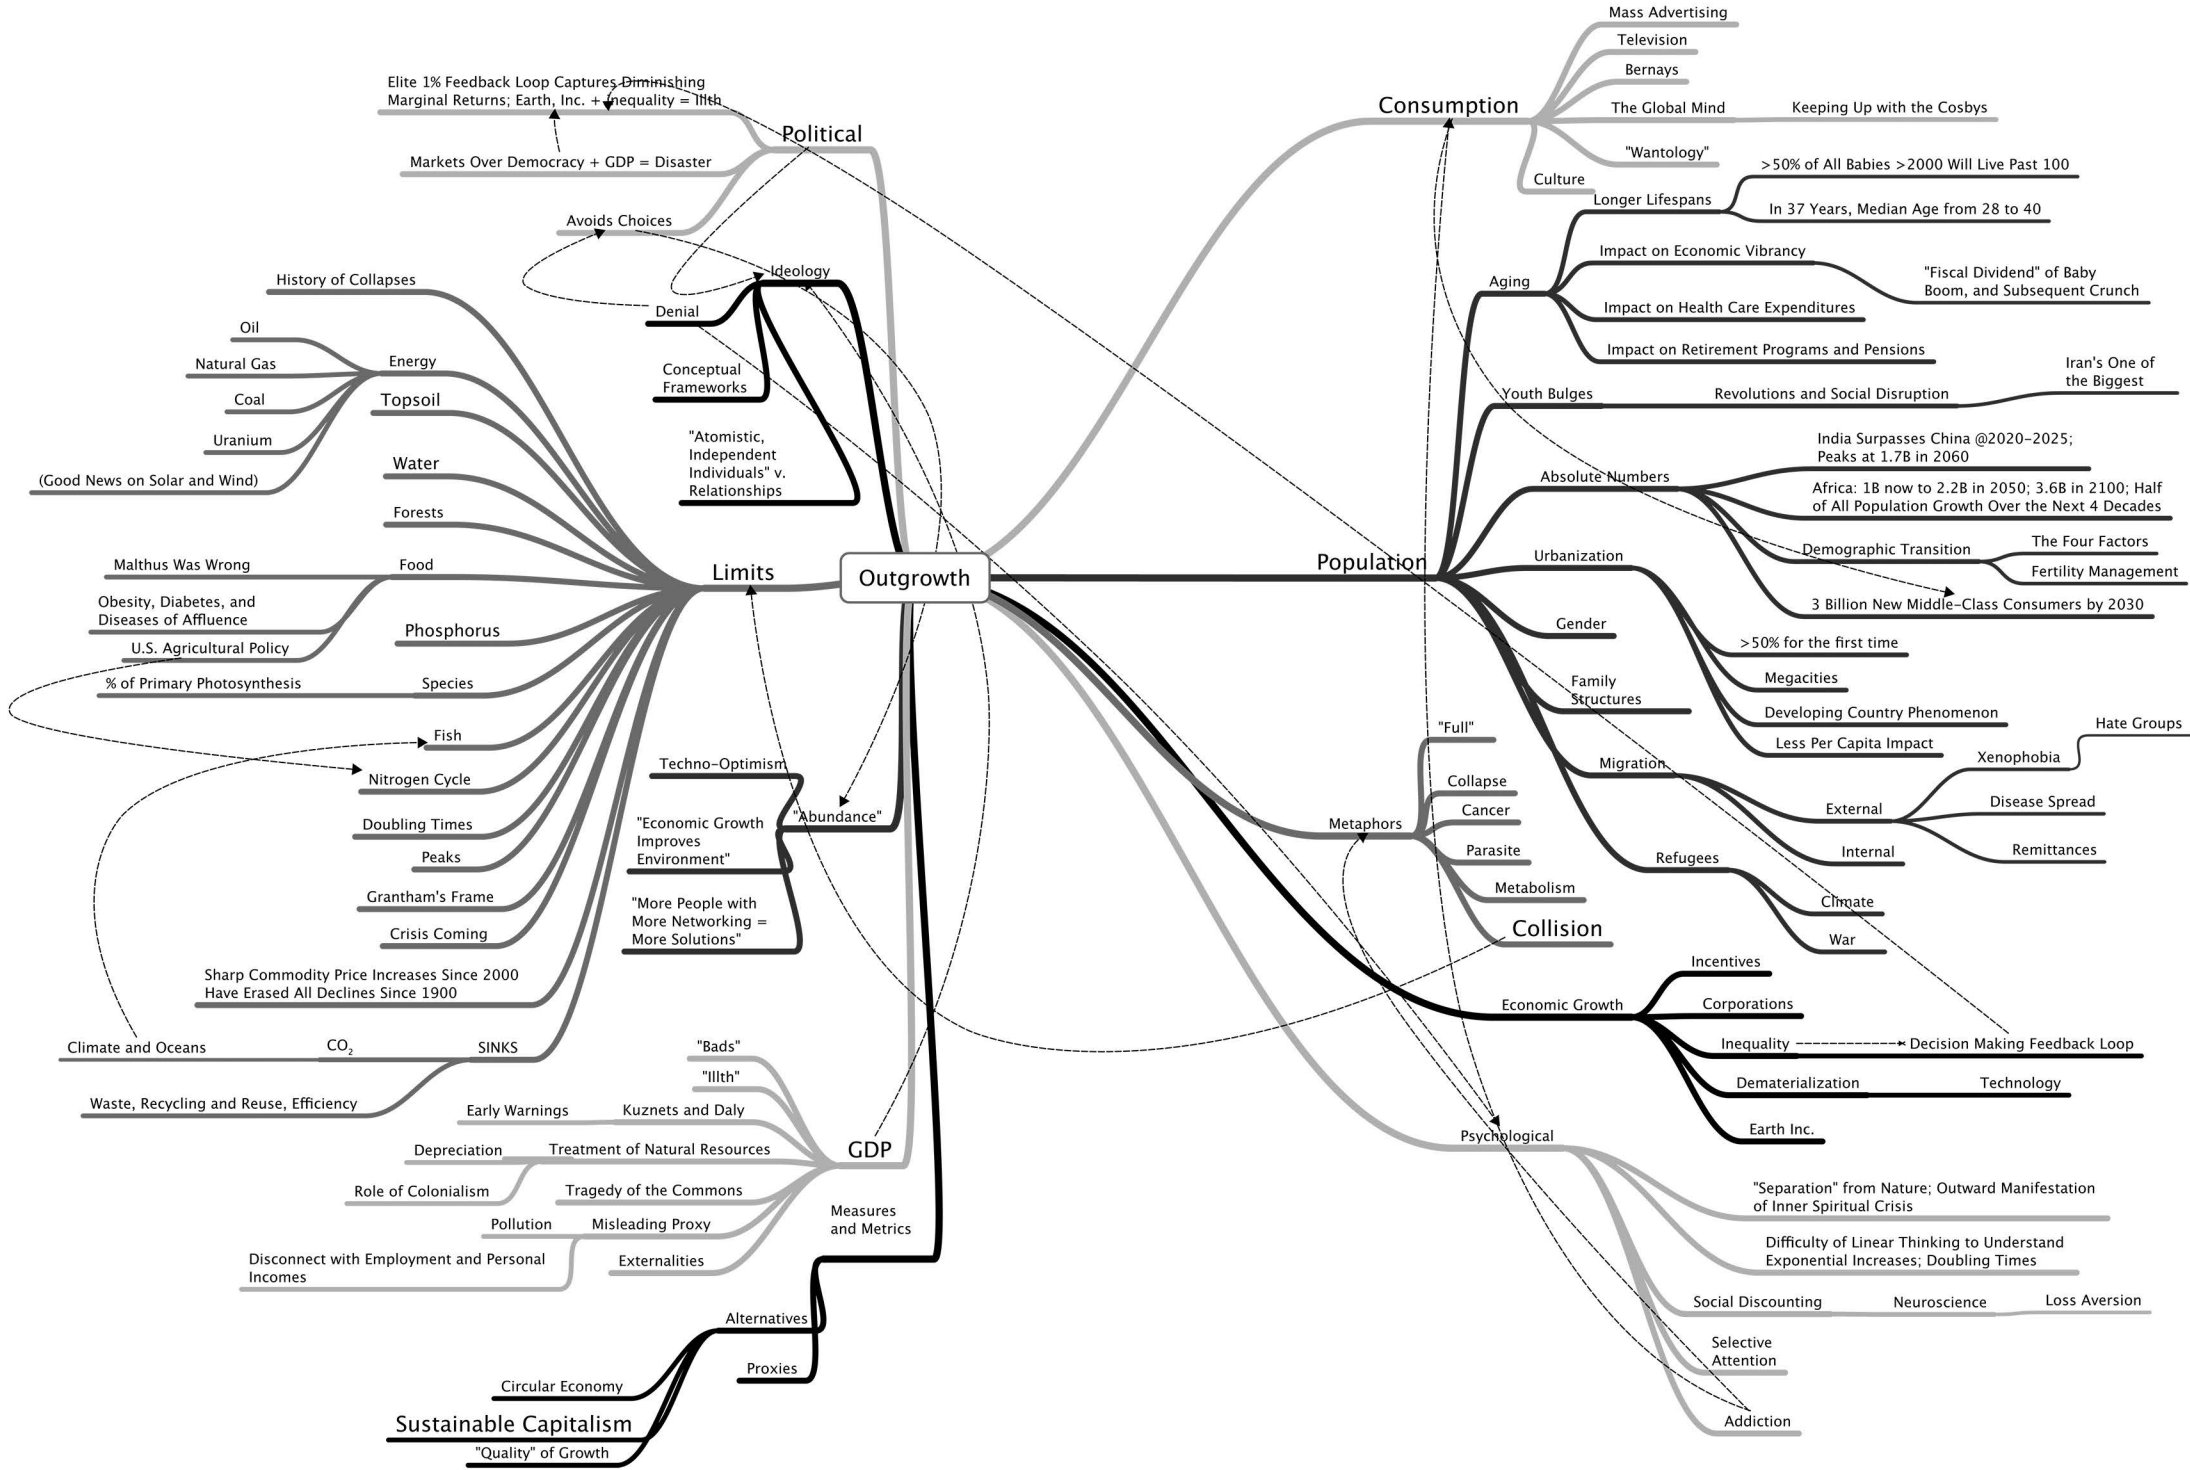 Outgrowth
Political
Elite 1% Feedback Loop Captures Diminishing
Marginal Returns; Earth, Inc. + Inequality = Illth
Markets Over Democracy + GDP = Disaster
Avoids Choices
Ideology
Denial
Conceptual
Frameworks
"Atomistic,
Independent
Individuals" v.
Relationships
Limits
History of Collapses
Energy
Oil
Natural Gas
Coal
Uranium
(Good News on Solar and Wind)
Topsoil
Water
Forests
Food
Malthus Was Wrong
Obesity, Diabetes, and
Diseases of Affluence
U.S. Agricultural Policy
Phosphorus
Species
% of Primary Photosynthesis
Fish
Nitrogen Cycle
Doubling Times
Peaks
Grantham's Frame
Crisis Coming
Sharp Commodity Price Increases Since 2000
Have Erased All Declines Since 1900
SINKS
CO₂
Climate and Oceans
Waste, Recycling and Reuse, Efficiency
"Abundance"
Techno-Optimism
"Economic Growth
Improves
Environment"
"More People with
More Networking =
More Solutions"
GDP
"Bads"
"Illth"
Kuznets and Daly
Early Warnings
Treatment of Natural Resources
Depreciation
Role of Colonialism
Tragedy of the Commons
Misleading Proxy
Pollution
Disconnect with Employment and Personal
Incomes
Externalities
Measures
and Metrics
Alternatives
Circular Economy
Sustainable Capitalism
"Quality" of Growth
Proxies
Consumption
Mass Advertising
Television
Bernays
The Global Mind
Keeping Up with the Cosbys
"Wantology"
Culture
Population
Aging
Longer Lifespans
>50% of All Babies >2000 Will Live Past 100
In 37 Years, Median Age from 28 to 40
Impact on Economic Vibrancy
"Fiscal Dividend" of Baby
Boom, and Subsequent Crunch
Impact on Health Care Expenditures
Impact on Retirement Programs and Pensions
Youth Bulges
Revolutions and Social Disruption
Iran's One of
the Biggest
Absolute Numbers
India Surpasses China @2020-2025;
Peaks at 1.7B in 2060
Africa: 1B now to 2.2B in 2050; 3.6B in 2100; Half
of All Population Growth Over the Next 4 Decades
Demographic Transition
The Four Factors
Fertility Management
3 Billion New Middle-Class Consumers by 2030
Urbanization
>50% for the first time
Megacities
Developing Country Phenomenon
Less Per Capita Impact
Gender
Family
Structures
Migration
External
Xenophobia
Hate Groups
Disease Spread
Remittances
Internal
Refugees
Climate
War
Metaphors
"Full"
Collapse
Cancer
Parasite
Metabolism
Collision
Economic Growth
Incentives
Corporations
Inequality
Decision Making Feedback Loop
Dematerialization
Technology
Earth Inc.
Psychological
"Separation" from Nature; Outward Manifestation
of Inner Spiritual Crisis
Difficulty of Linear Thinking to Understand
Exponential Increases; Doubling Times
Social Discounting
Neuroscience
Loss Aversion
Selective
Attention
Addiction